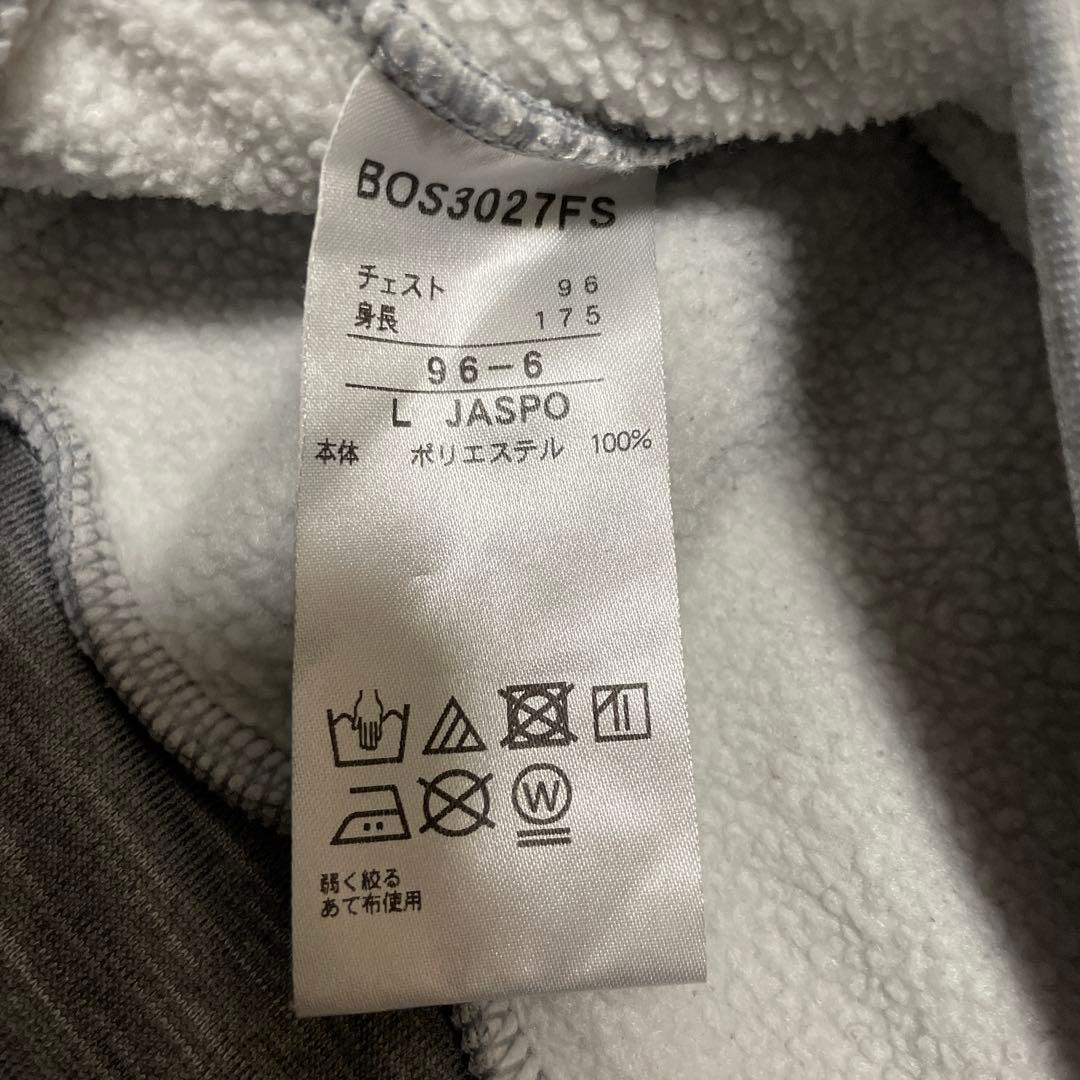 BOS3027FS
チェスト 96
身長 175
96-6
L JASPO
本体 ポリエステル 100%
W
弱く絞る
あて布使用